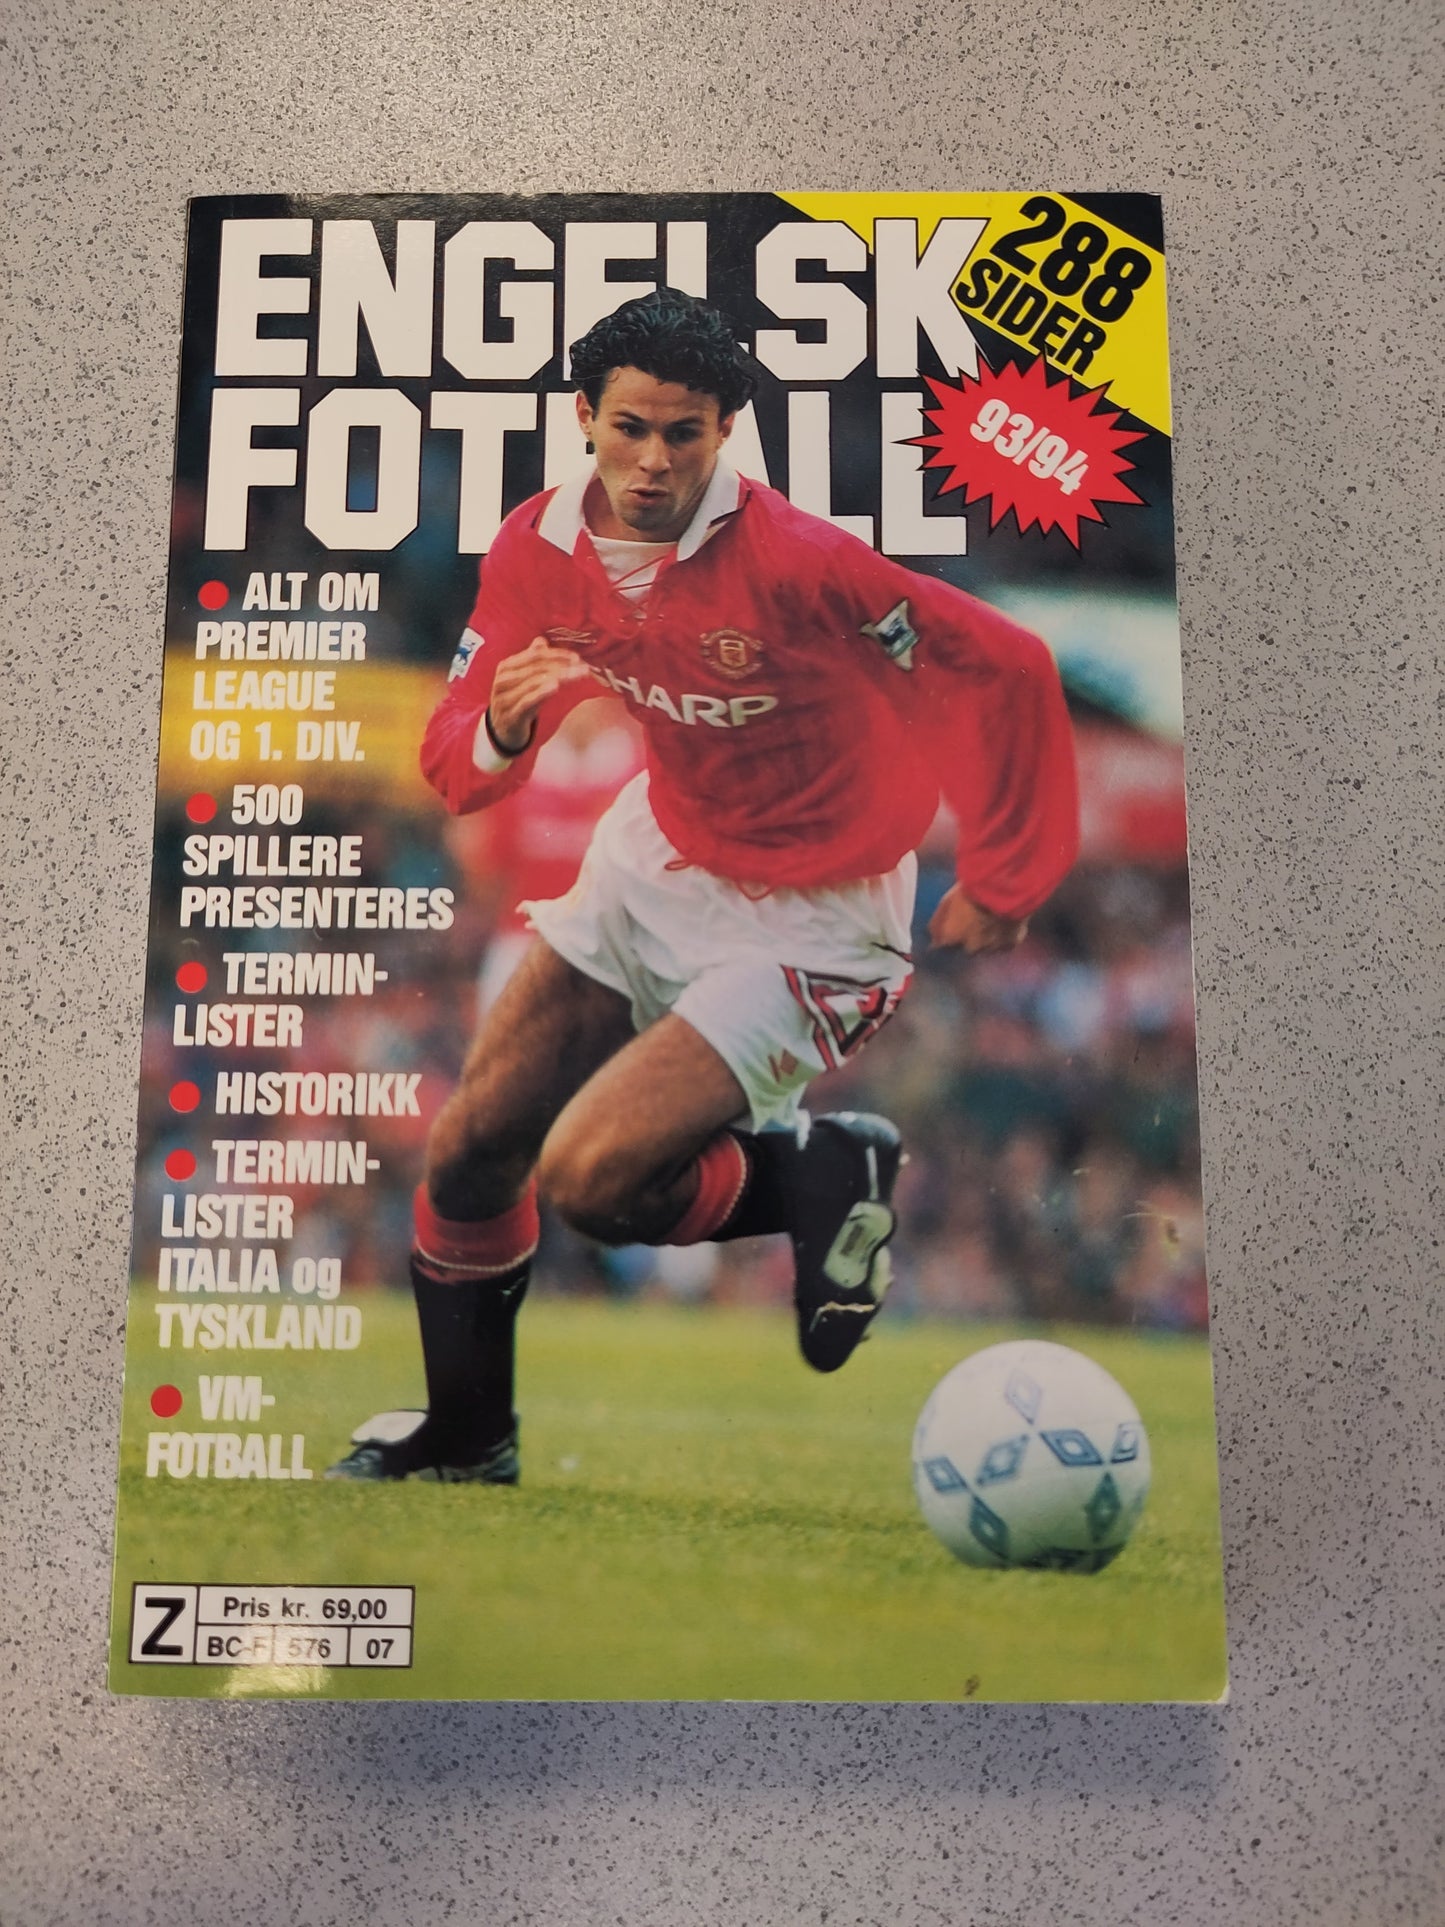 ENGELSK
FOTBALL
288
SIDER
93/94
• ALT OM
PREMIER
LEAGUE
OG 1. DIV.
• 500
SPILLERE
PRESENTERES
• TERMIN-
LISTER
• HISTORIKK
• TERMIN-
LISTER
ITALIA og
TYSKLAND
• VM-
FOTBALL
SHARP
Z
Pris kr. 69,00
BC-F 576 07